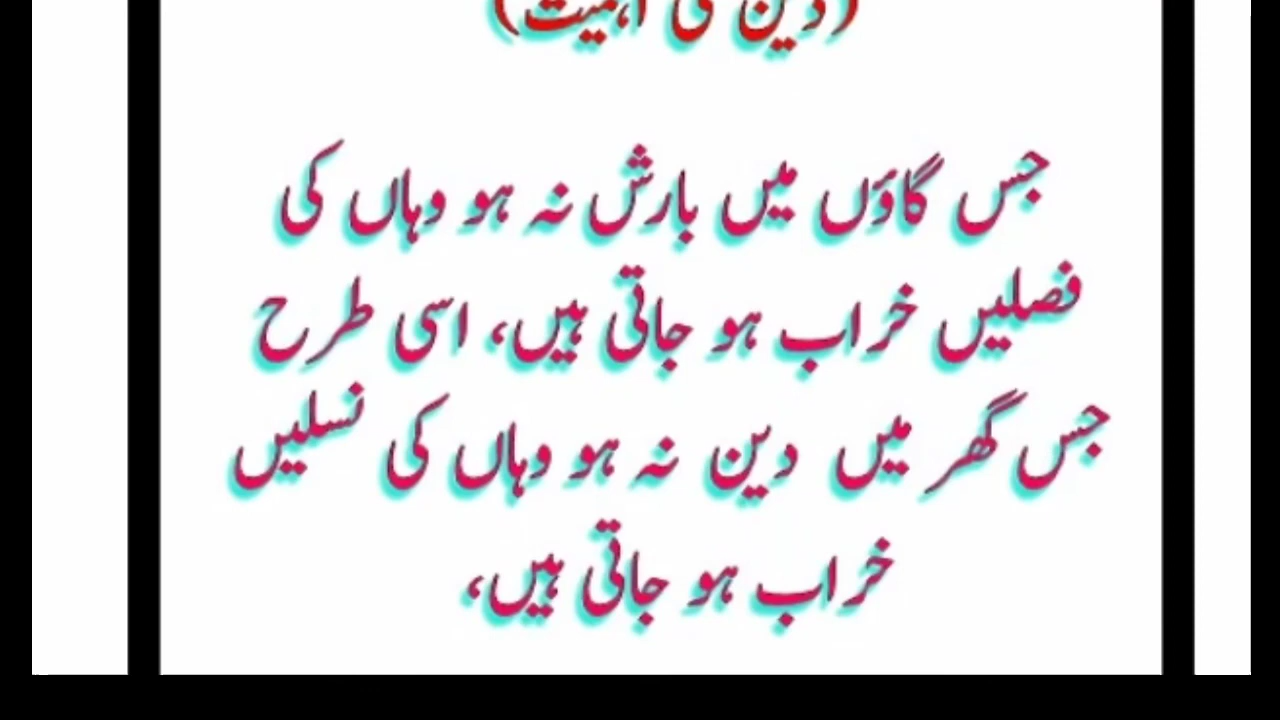 (دین کی اہمیت)
جس گاؤں میں بارش نہ ہو وہاں کی
فصلیں خراب ہو جاتی ہیں، اسی طرح
جس گھر میں دین نہ ہو وہاں کی نسلیں
خراب ہو جاتی ہیں،